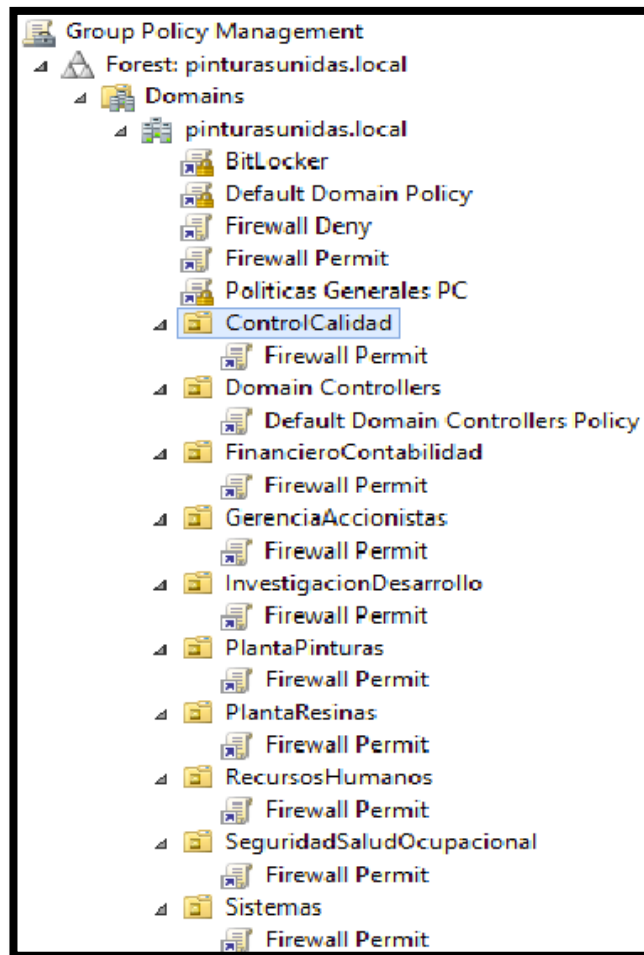 Group Policy Management
Forest: pinturasunidas.local
Domains
pinturasunidas.local
BitLocker
Default Domain Policy
Firewall Deny
Firewall Permit
Politicas Generales PC
ControlCalidad
Firewall Permit
Domain Controllers
Default Domain Controllers Policy
FinancieroContabilidad
Firewall Permit
GerenciaAccionistas
Firewall Permit
InvestigacionDesarrollo
Firewall Permit
PlantaPinturas
Firewall Permit
PlantaResinas
Firewall Permit
RecursosHumanos
Firewall Permit
SeguridadSaludOcupacional
Firewall Permit
Sistemas
Firewall Permit